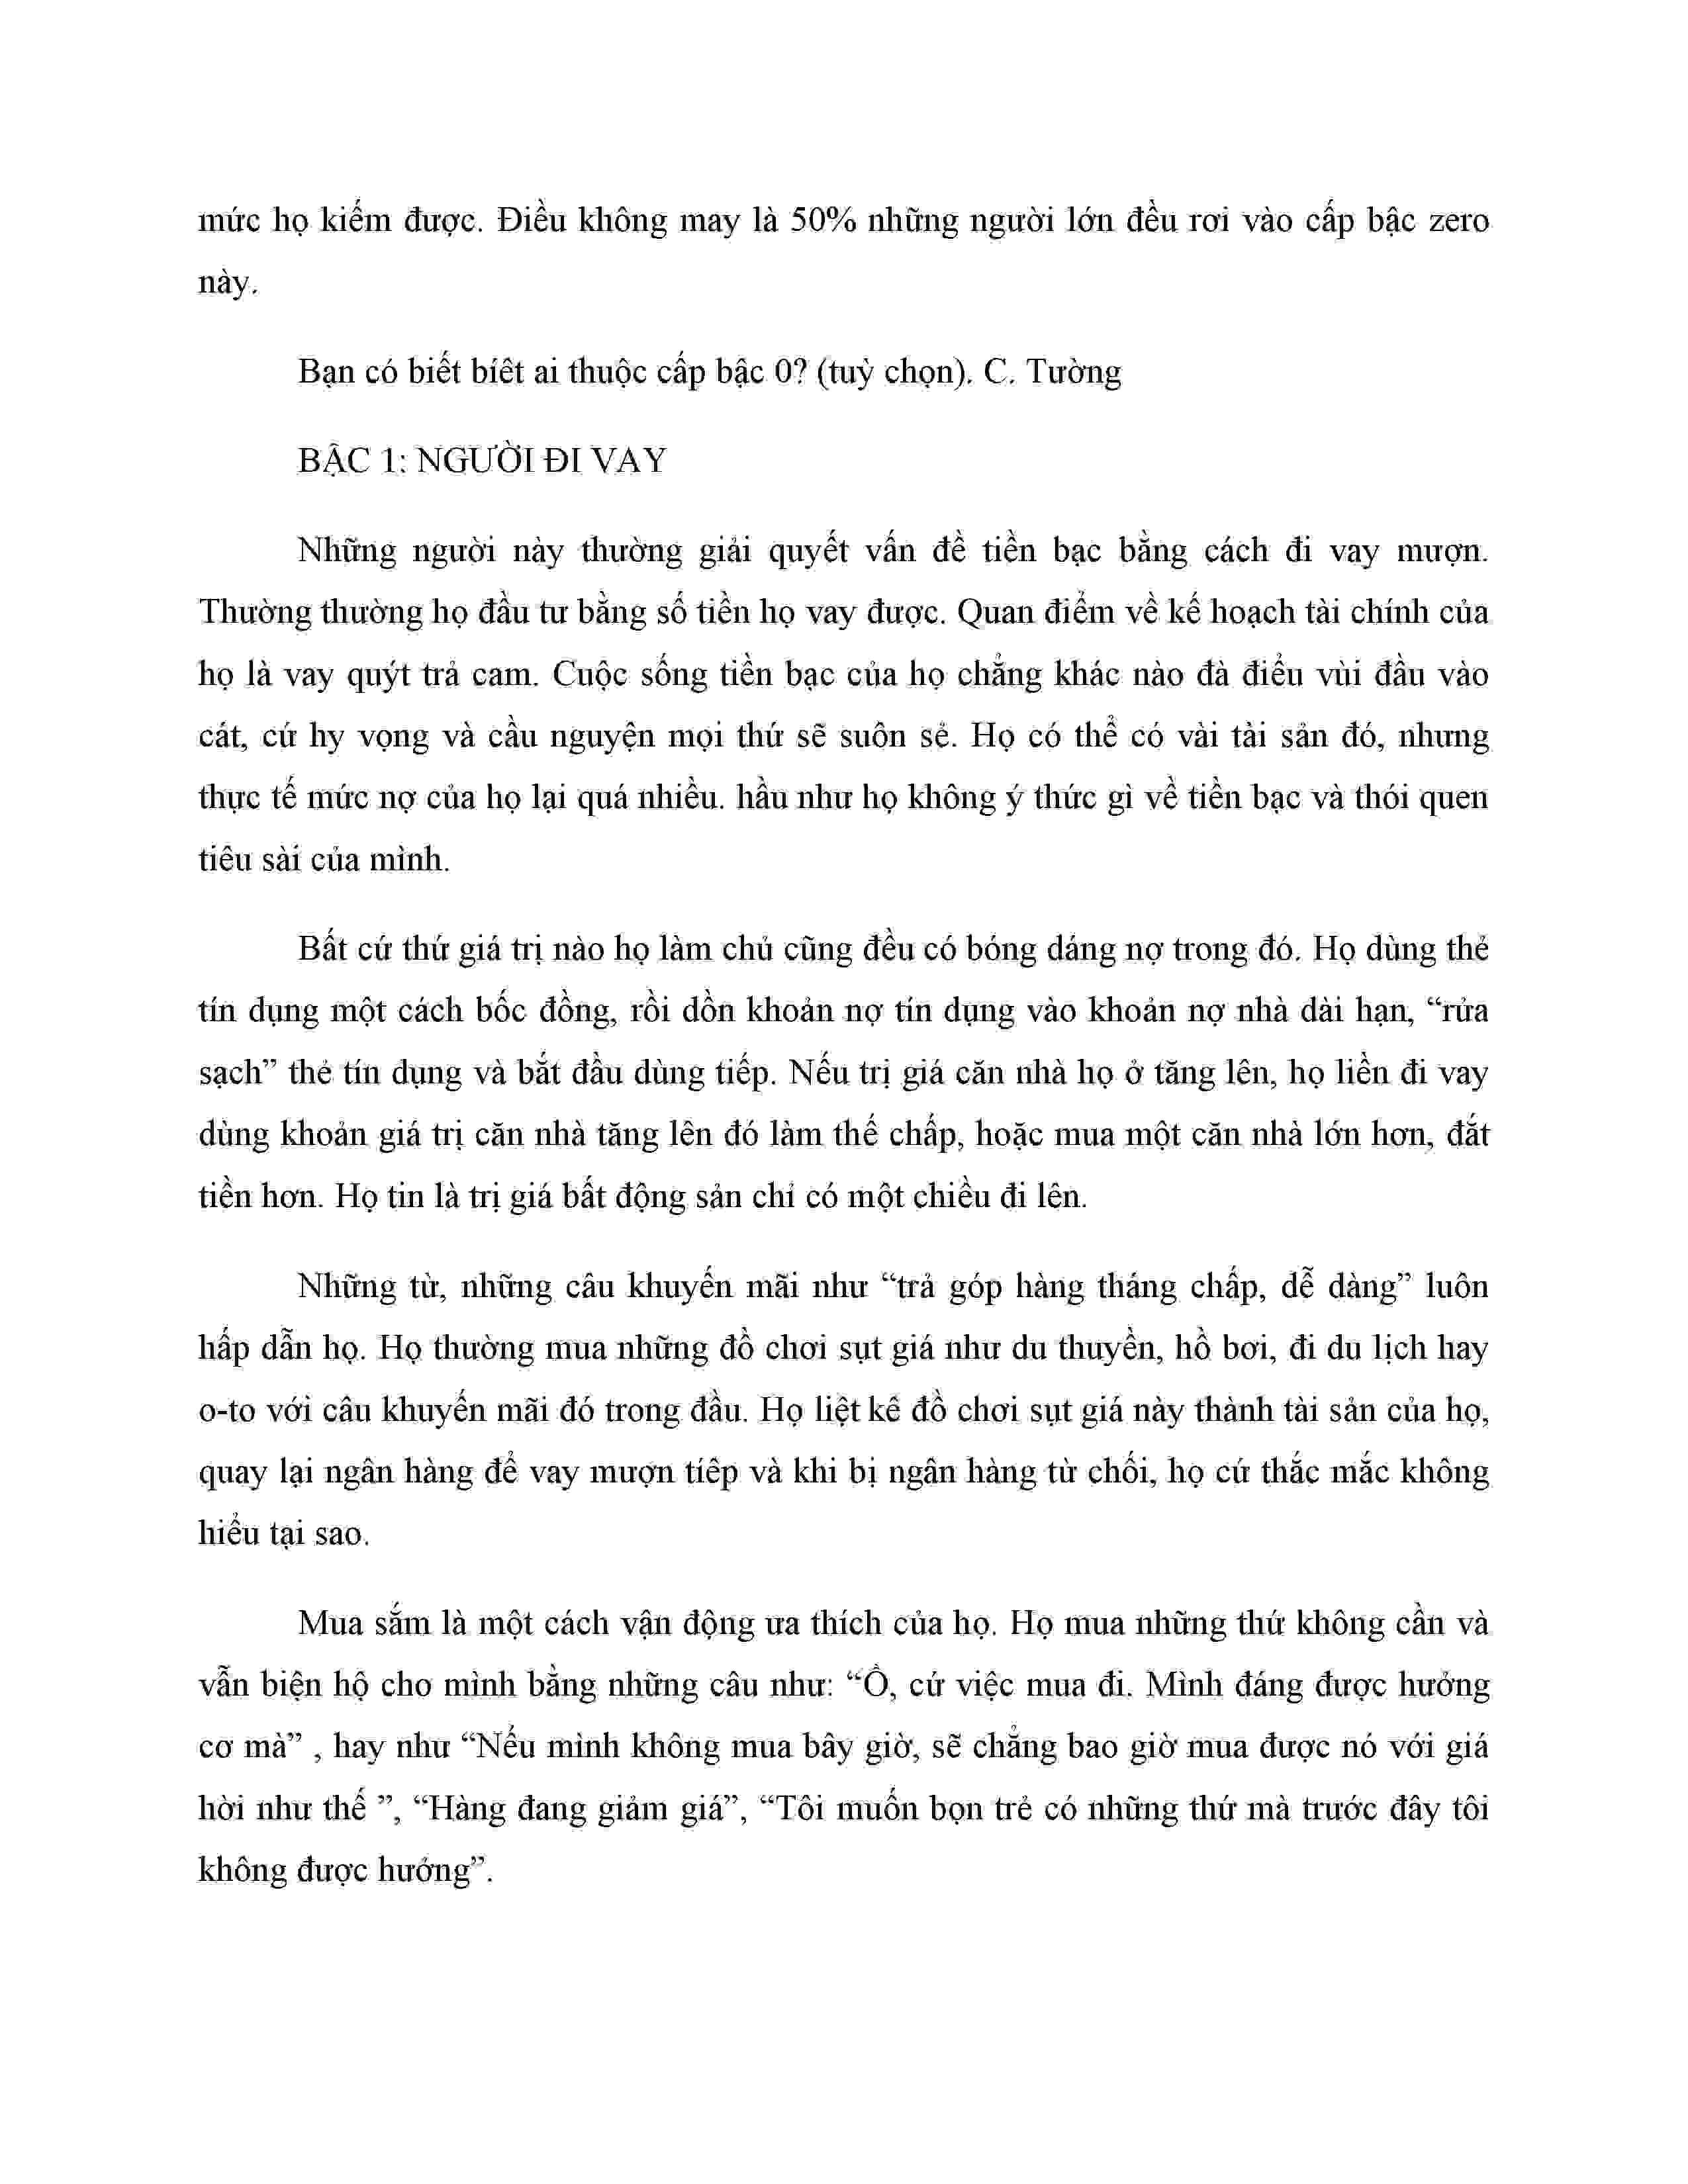 mức họ kiếm được. Điều không may là 50% những người lớn đều rơi vào cấp bậc zero
này.
Bạn có biết bíêt ai thuộc cấp bậc 0? (tuỳ chọn). C. Tường
BẬC 1: NGƯỜI ĐI VAY
Những người này thường giải quyết vấn đề tiền bạc bằng cách đi vay mượn.
Thường thường họ đầu tư bằng số tiền họ vay được. Quan điểm về kế hoạch tài chính của
họ là vay quýt trả cam. Cuộc sống tiền bạc của họ chẳng khác nào đà điểu vùi đầu vào
cát, cứ hy vọng và cầu nguyện mọi thứ sẽ suôn sẻ. Họ có thể có vài tài sản đó, nhưng
thực tế mức nợ của họ lại quá nhiều. hầu như họ không ý thức gì về tiền bạc và thói quen
tiêu sài của mình.
Bất cứ thứ giá trị nào họ làm chủ cũng đều có bóng dáng nợ trong đó. Họ dùng thẻ
tín dụng một cách bốc đồng, rồi dồn khoản nợ tín dụng vào khoản nợ nhà dài hạn, “rửa
sạch” thẻ tín dụng và bắt đầu dùng tiếp. Nếu trị giá căn nhà họ ở tăng lên, họ liền đi vay
dùng khoản giá trị căn nhà tăng lên đó làm thế chấp, hoặc mua một căn nhà lớn hơn, đắt
tiền hơn. Họ tin là trị giá bất động sản chỉ có một chiều đi lên.
Những từ, những câu khuyến mãi như “trả góp hàng tháng chấp, dễ dàng” luôn
hấp dẫn họ. Họ thường mua những đồ chơi sụt giá như du thuyền, hồ bơi, đi du lịch hay
o-to với câu khuyến mãi đó trong đầu. Họ liệt kê đồ chơi sụt giá này thành tài sản của họ,
quay lại ngân hàng để vay mượn tíêp và khi bị ngân hàng từ chối, họ cứ thắc mắc không
hiểu tại sao.
Mua sắm là một cách vận động ưa thích của họ. Họ mua những thứ không cần và
vẫn biện hộ cho mình bằng những câu như: “Ồ, cứ việc mua đi. Mình đáng được hưởng
cơ mà” , hay như “Nếu mình không mua bây giờ, sẽ chẳng bao giờ mua được nó với giá
hời như thế ”, “Hàng đang giảm giá”, “Tôi muốn bọn trẻ có những thứ mà trước đây tôi
không được hưởng”.